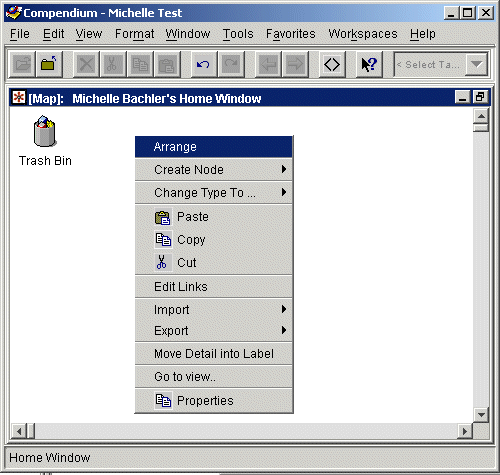 Compendium - Michelle Test
File Edit View Format Window Tools Favorites Workspaces Help
< Select Ta...
[Map]: Michelle Bachler's Home Window
Trash Bin
Arrange
Create Node
Change Type To ...
Paste
Copy
Cut
Edit Links
Import
Export
Move Detail into Label
Go to view..
Properties
Home Window